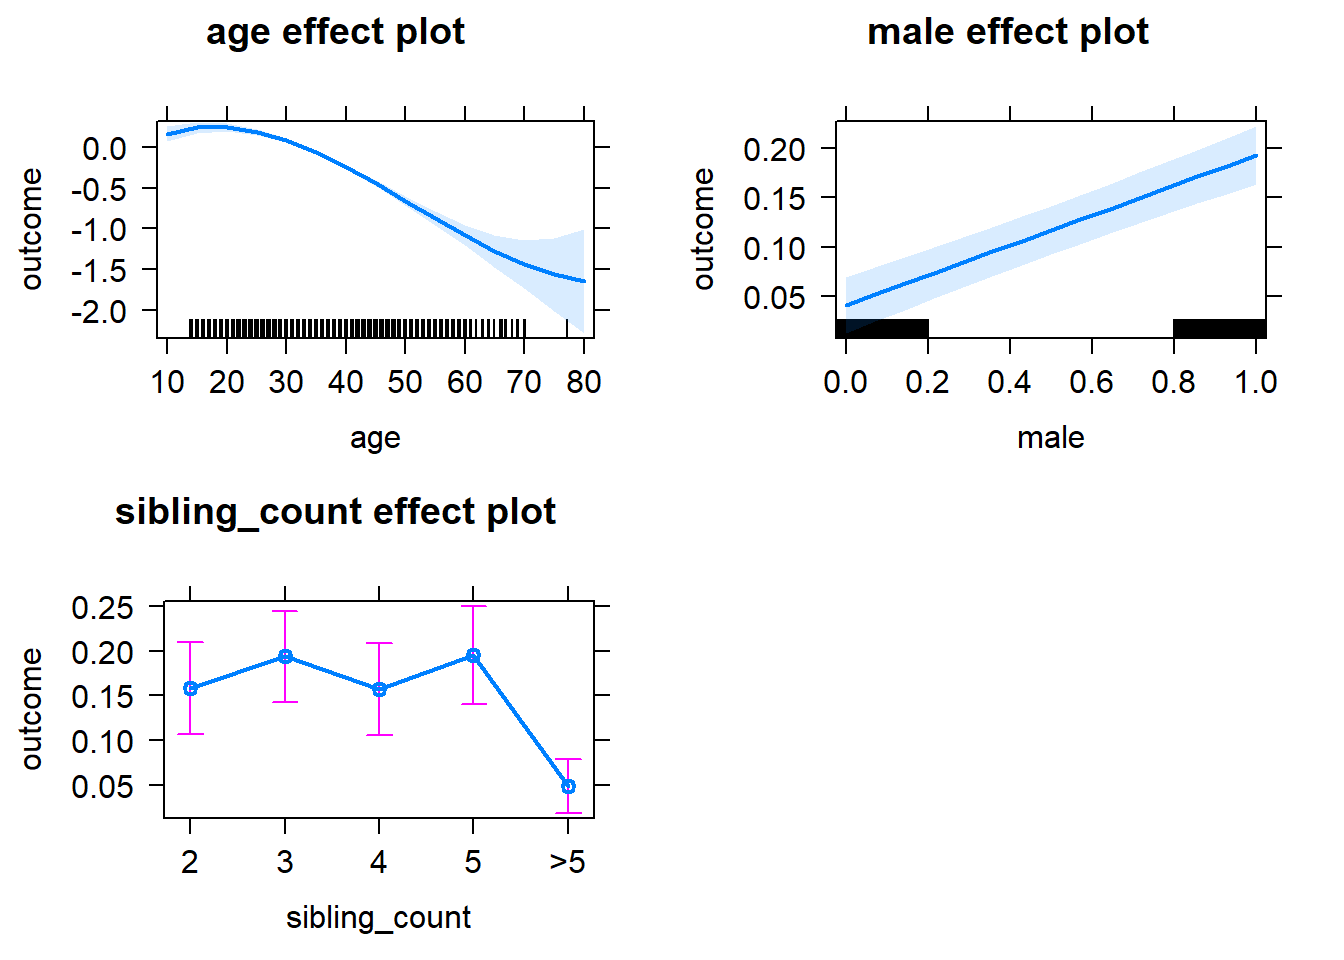 age effect plot
outcome
0.0
-0.5
-1.0
-1.5
-2.0
10 20 30 40 50 60 70 80
age
male effect plot
outcome
0.20
0.15
0.10
0.05
0.0 0.2 0.4 0.6 0.8 1.0
male
sibling_count effect plot
outcome
0.25
0.20
0.15
0.10
0.05
2 3 4 5 >5
sibling_count